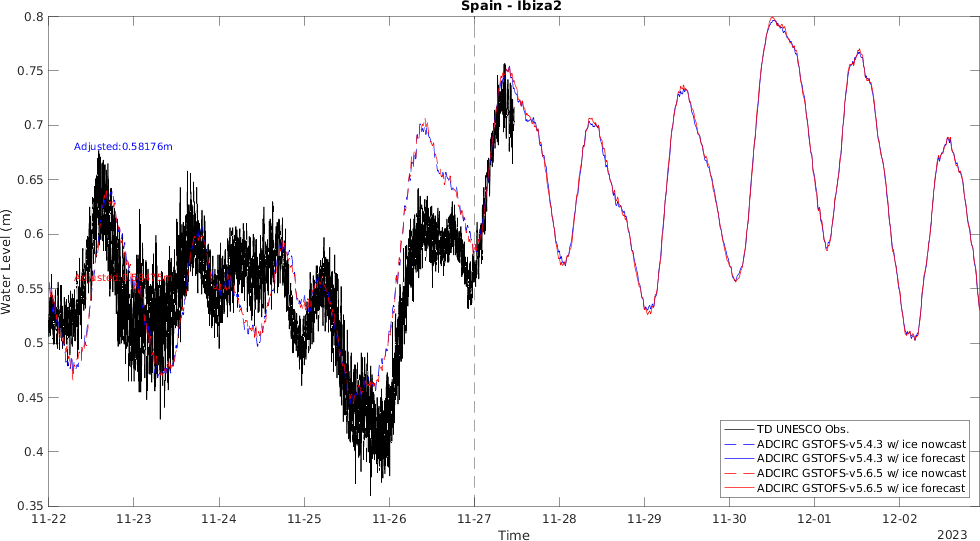 Spain - Ibiza2
Water Level (m)
0.8
0.75
0.7
0.65
0.6
0.55
0.5
0.45
0.4
0.35
Adjusted:0.58176m
TD UNESCO Obs.
ADCIRC GSTOFS-v5.4.3 w/ ice nowcast
ADCIRC GSTOFS-v5.4.3 w/ ice forecast
ADCIRC GSTOFS-v5.6.5 w/ ice nowcast
ADCIRC GSTOFS-v5.6.5 w/ ice forecast
11-22 11-23 11-24 11-25 11-26 11-27 11-28 11-29 11-30 12-01 12-02
Time
2023